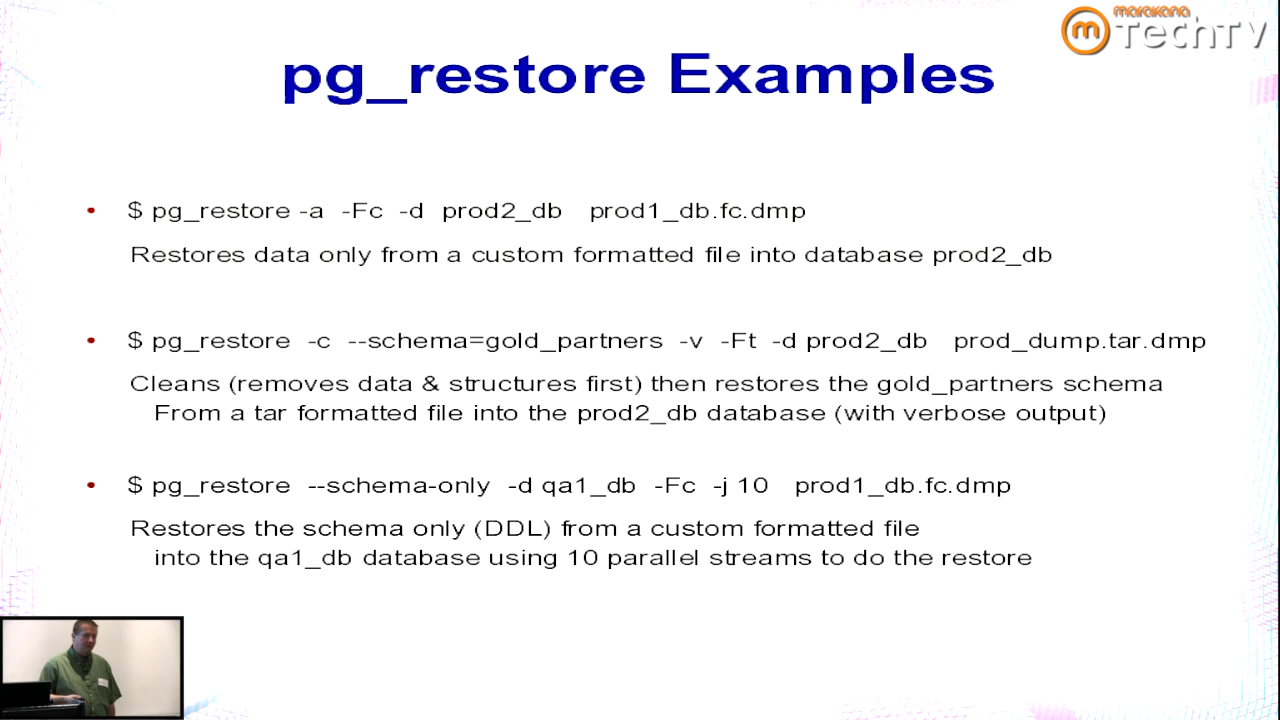 marakana
TechTV
pg_restore Examples
• $ pg_restore -a -Fc -d prod2_db prod1_db.fc.dmp
Restores data only from a custom formatted file into database prod2_db
• $ pg_restore -c --schema=gold_partners -v -Ft -d prod2_db prod_dump.tar.dmp
Cleans (removes data & structures first) then restores the gold_partners schema
From a tar formatted file into the prod2_db database (with verbose output)
• $ pg_restore --schema-only -d qa1_db -Fc -j 10 prod1_db.fc.dmp
Restores the schema only (DDL) from a custom formatted file
into the qa1_db database using 10 parallel streams to do the restore